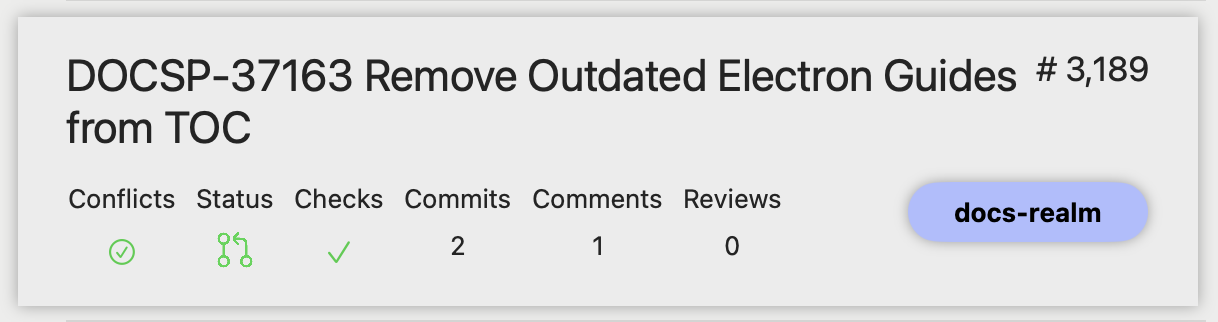 DOCSP-37163 Remove Outdated Electron Guides # 3,189
from TOC
Conflicts Status Checks Commits Comments Reviews
docs-realm
2 1 0